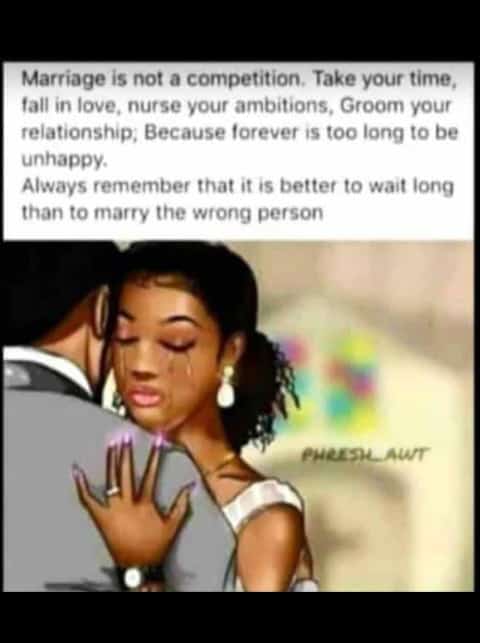 Marriage is not a competition. Take your time,
fall in love, nurse your ambitions, Groom your
relationship; Because forever is too long to be
unhappy.
Always remember that it is better to wait long
than to marry the wrong person
PHRESH_AWT